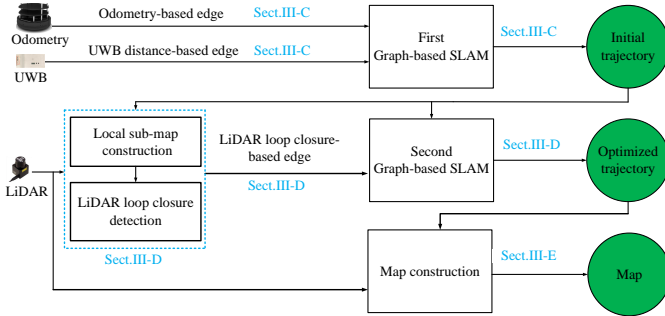 Odometry-based edge
Sect.III-C
Odometry
UWB distance-based edge
Sect.III-C
UWB
First
Graph-based SLAM
Sect.III-C
Initial
trajectory
Local sub-map
construction
LiDAR loop closure
detection
Sect.III-D
LiDAR
LiDAR loop closure-
based edge
Sect.III-D
Second
Graph-based SLAM
Sect.III-D
Optimized
trajectory
Map construction
Sect.III-E
Map